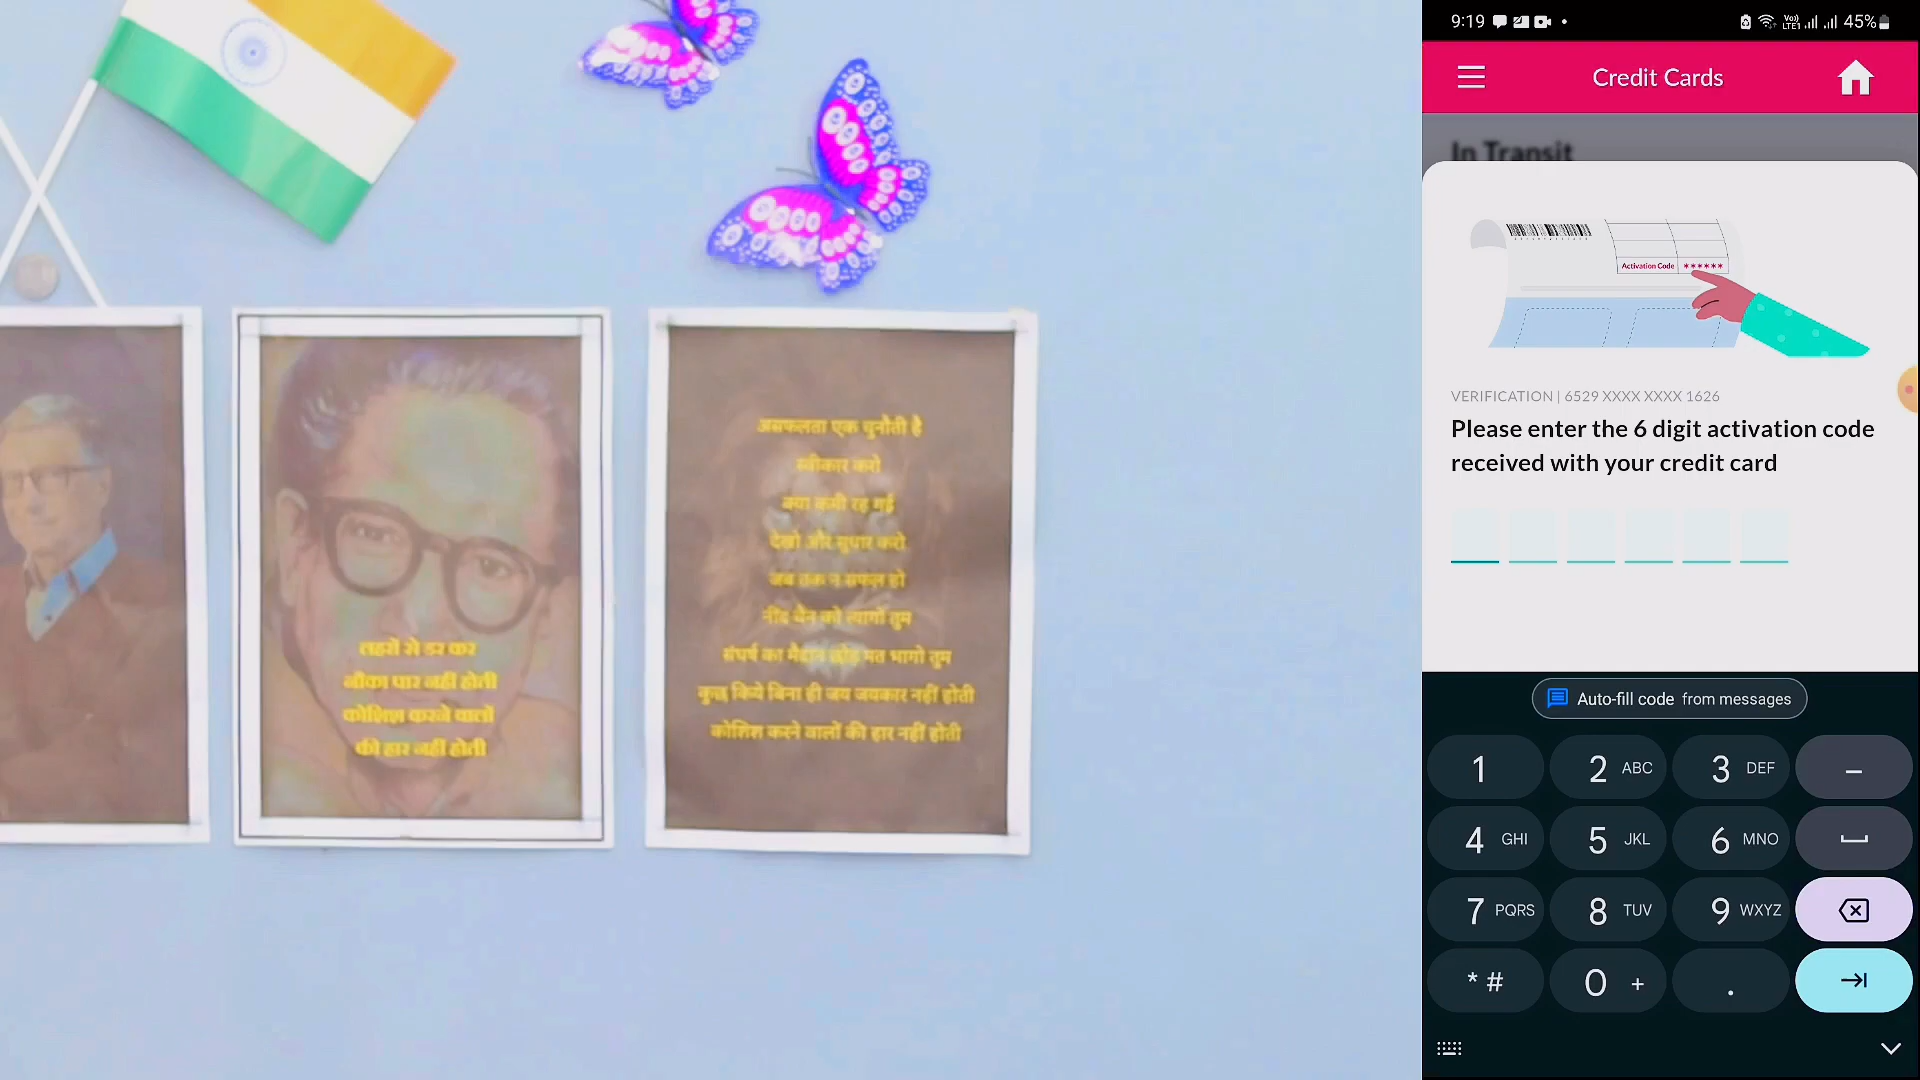 लहरों से डर कर
नौका पार नहीं होती
कोशिश करने वालों
की हार नहीं होती
असफलता एक चुनौती है
स्वीकार करो
क्या कमी रह गई
देखो और सुधार करो
जब तक न सफल हो
नींद चैन को त्यागो तुम
संघर्ष का मैदान छोड़ मत भागो तुम
कुछ किये बिना ही जय जयकार नहीं होती
कोशिश करने वालों की हार नहीं होती
9:19
Vo) LTE1 45%
Credit Cards
In Transit
Activation Code ******
VERIFICATION | 6529 XXXX XXXX 1626
Please enter the 6 digit activation code
received with your credit card
Auto-fill code from messages
1 2 ABC 3 DEF –
4 GHI 5 JKL 6 MNO
7 PQRS 8 TUV 9 WXYZ
* # 0 + .